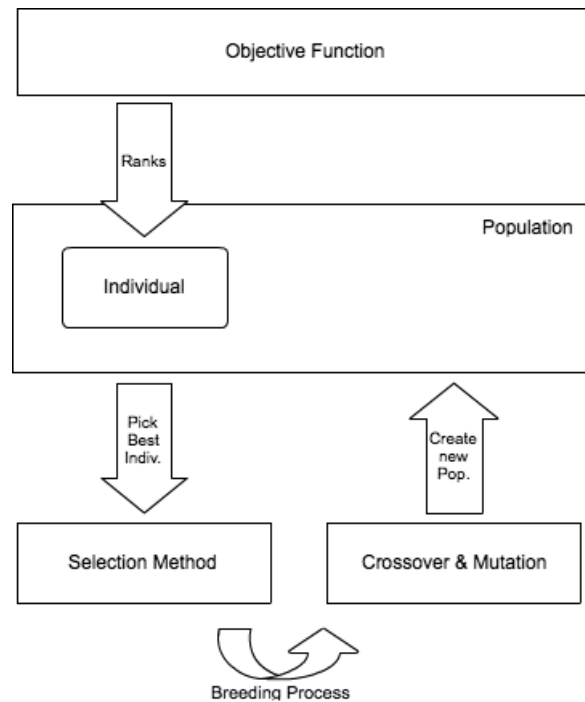 Objective Function
Ranks
Population
Individual
Pick
Best
Indiv.
Create
new
Pop.
Selection Method
Crossover & Mutation
Breeding Process